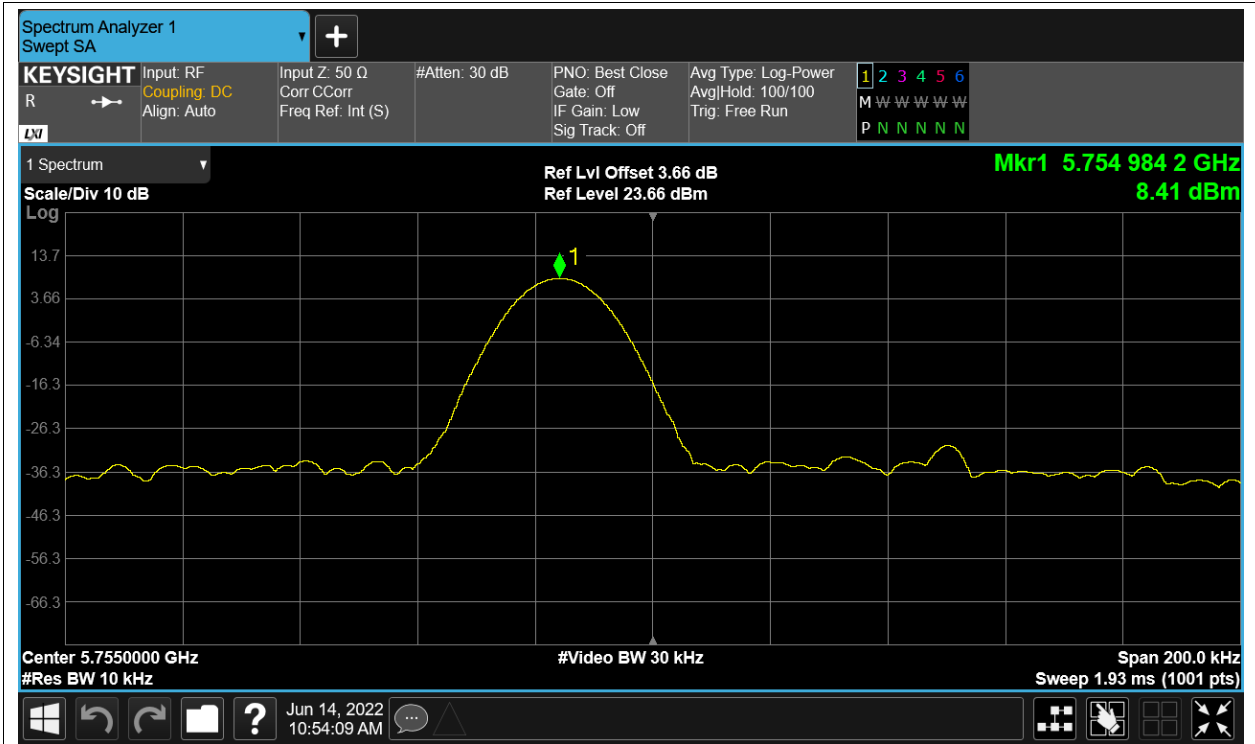 Spectrum Analyzer 1
Swept SA
KEYSIGHT
R
LXI
Input: RF
Coupling: DC
Align: Auto
Input Z: 50 Ω
Corr CCorr
Freq Ref: Int (S)
#Atten: 30 dB
PNO: Best Close
Gate: Off
IF Gain: Low
Sig Track: Off
Avg Type: Log-Power
Avg|Hold: 100/100
Trig: Free Run
1 2 3 4 5 6
M W W W W W W
P N N N N N N
1 Spectrum
Scale/Div 10 dB
Log
Ref Lvl Offset 3.66 dB
Ref Level 23.66 dBm
Mkr1 5.754 984 2 GHz
8.41 dBm
1
13.7
3.66
-6.34
-16.3
-26.3
-36.3
-46.3
-56.3
-66.3
Center 5.7550000 GHz
#Res BW 10 kHz
#Video BW 30 kHz
Span 200.0 kHz
Sweep 1.93 ms (1001 pts)
?
Jun 14, 2022
10:54:09 AM